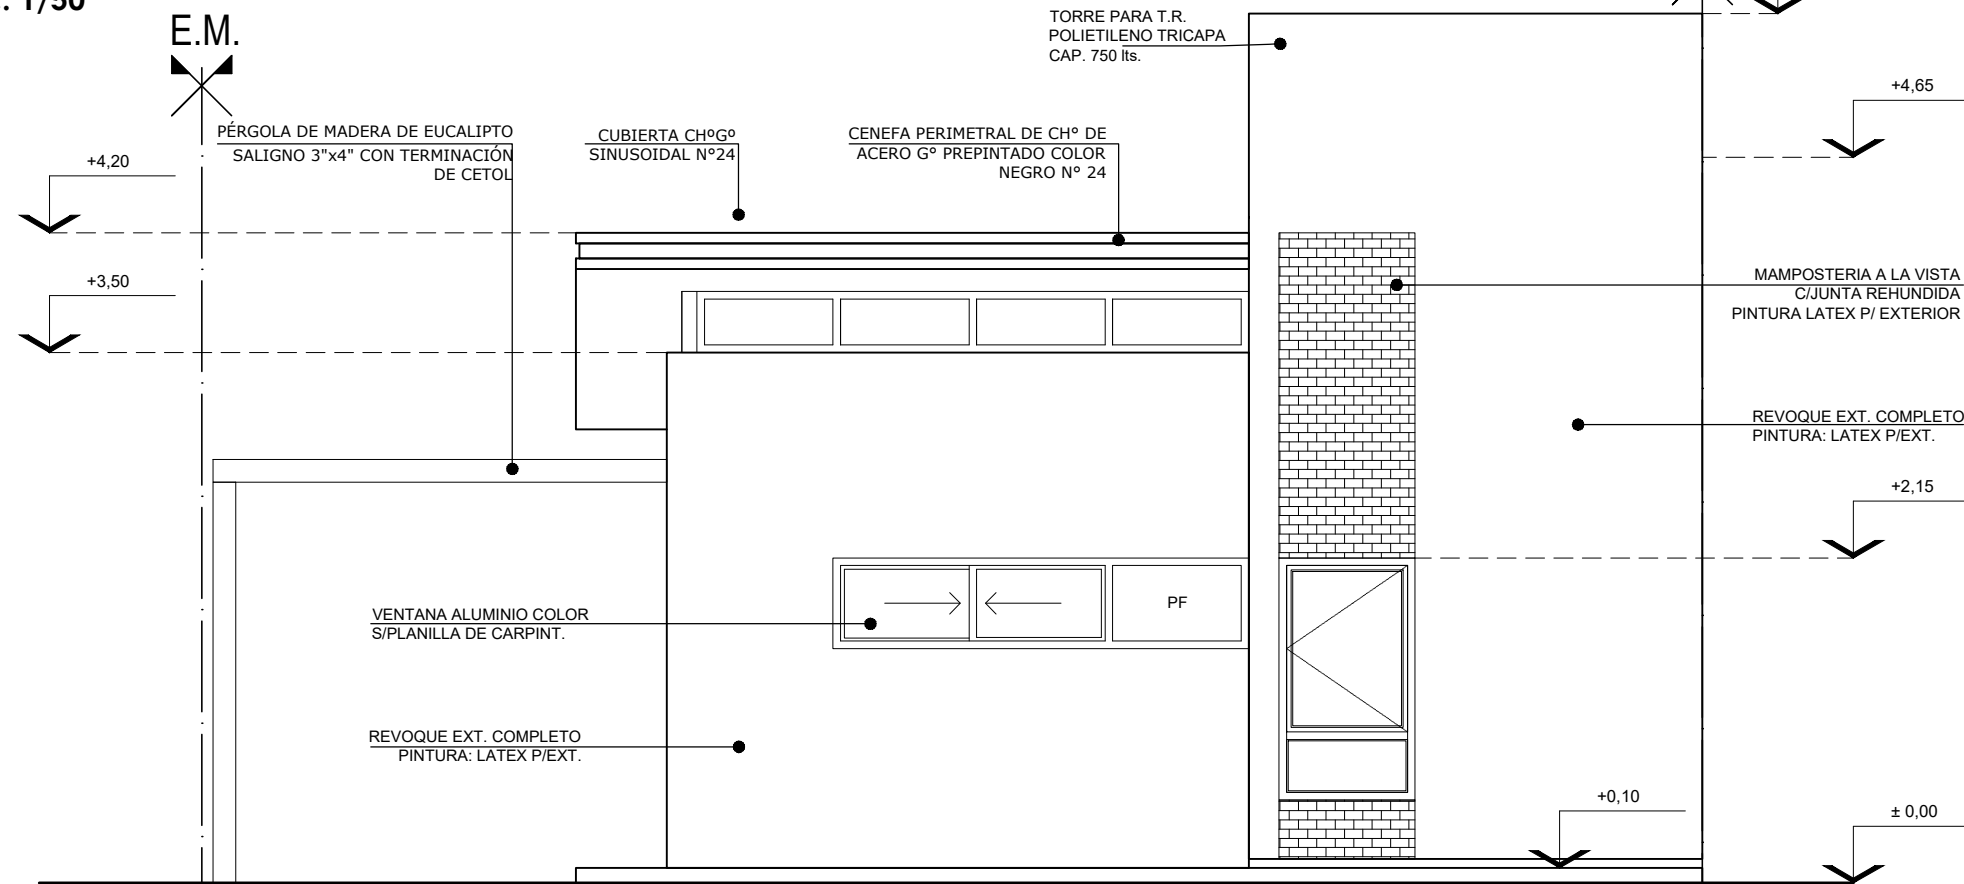 1/50
E.M.
TORRE PARA T.R.
POLIETILENO TRICAPA
CAP. 750 lts.
+4,65
PÉRGOLA DE MADERA DE EUCALIPTO
SALIGNO 3"x4" CON TERMINACIÓN
DE CETOL
CUBIERTA CHºGº
SINUSOIDAL N°24
CENEFA PERIMETRAL DE CH° DE
ACERO G° PREPINTADO COLOR
NEGRO N° 24
+4,20
+3,50
MAMPOSTERIA A LA VISTA
C/JUNTA REHUNDIDA
PINTURA LATEX P/ EXTERIOR
REVOQUE EXT. COMPLETO
PINTURA: LATEX P/EXT.
+2,15
VENTANA ALUMINIO COLOR
S/PLANILLA DE CARPINT.
PF
REVOQUE EXT. COMPLETO
PINTURA: LATEX P/EXT.
+0,10
± 0,00